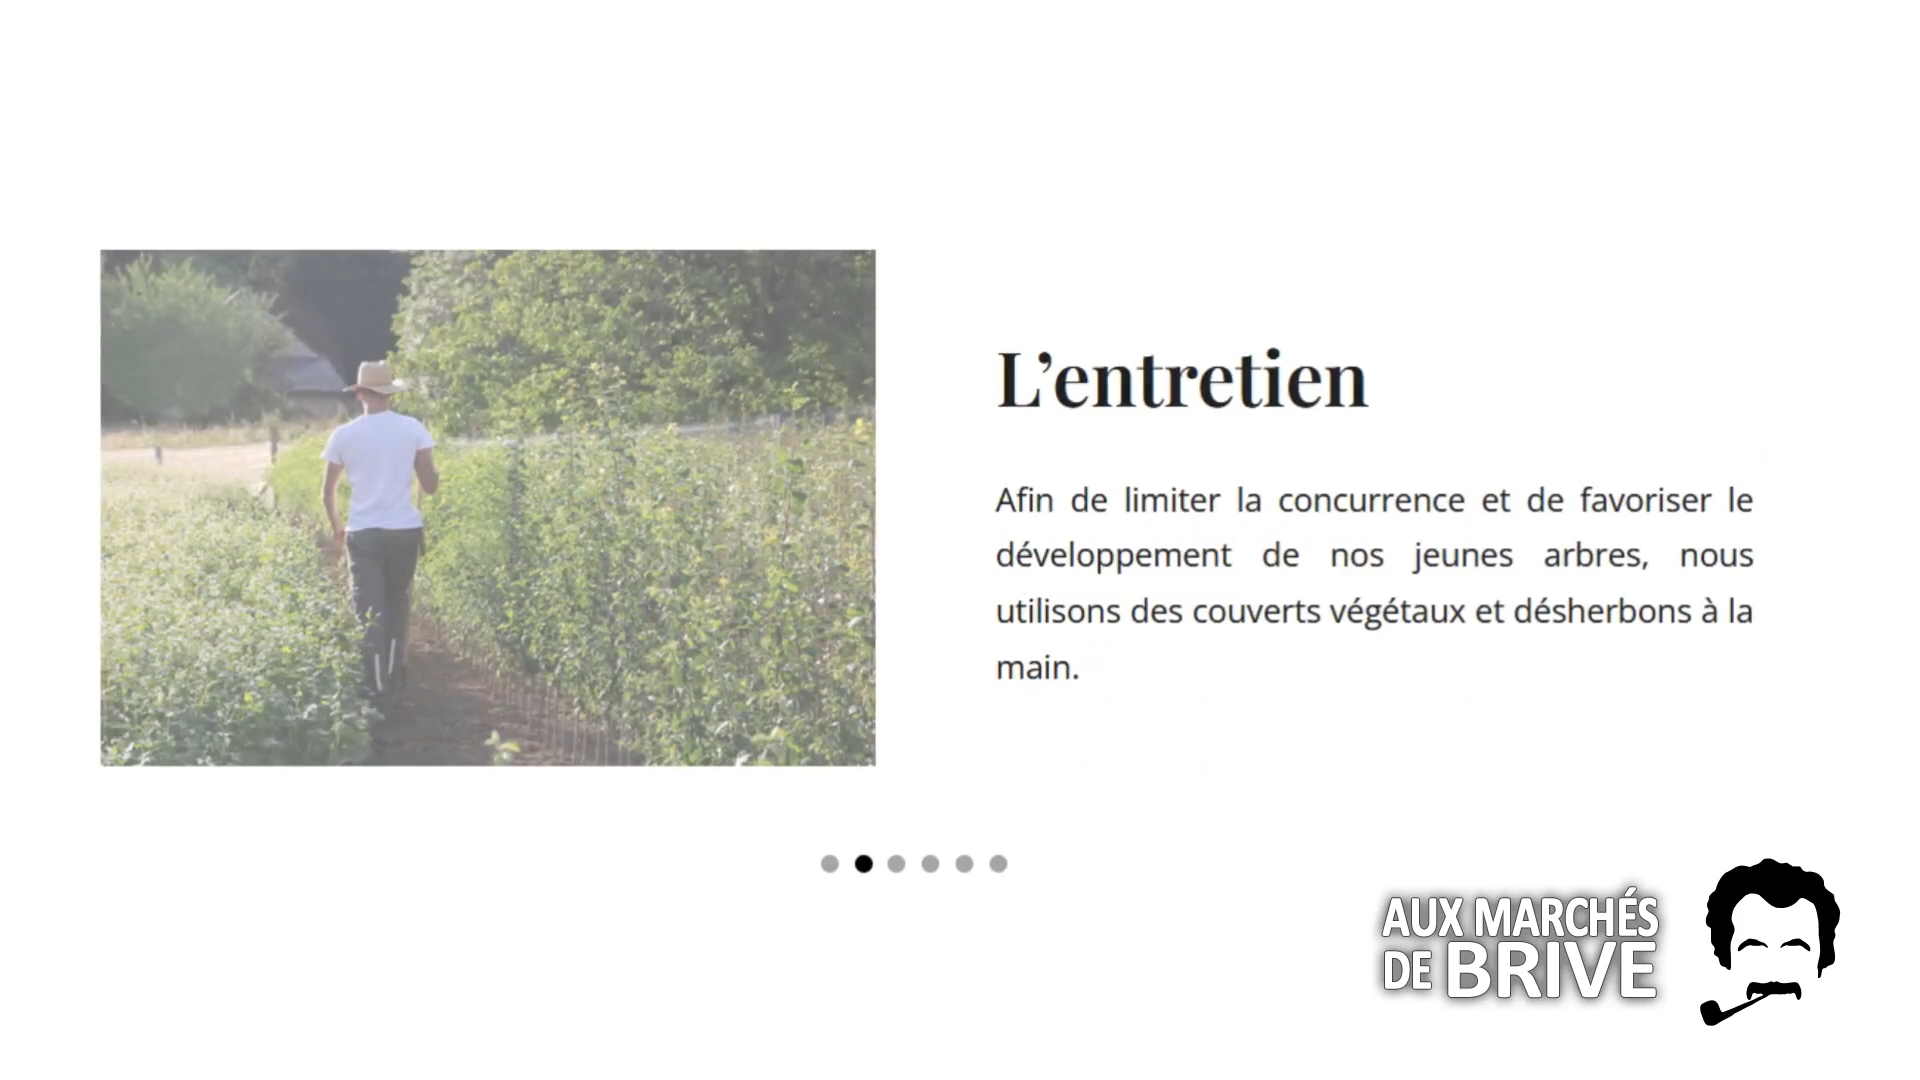 L’entretien
Afin de limiter la concurrence et de favoriser le
développement de nos jeunes arbres, nous
utilisons des couverts végétaux et désherbons à la
main.
AUX MARCHÉS
DE BRIVE